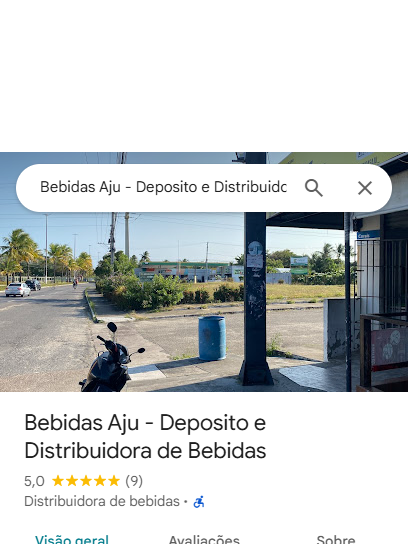 Bebidas Aju - Deposito e Distribuido
Bebidas Aju - Deposito e
Distribuidora de Bebidas
5,0 (9)
Distribuidora de bebidas ·
Visão geral Avaliações Sobre